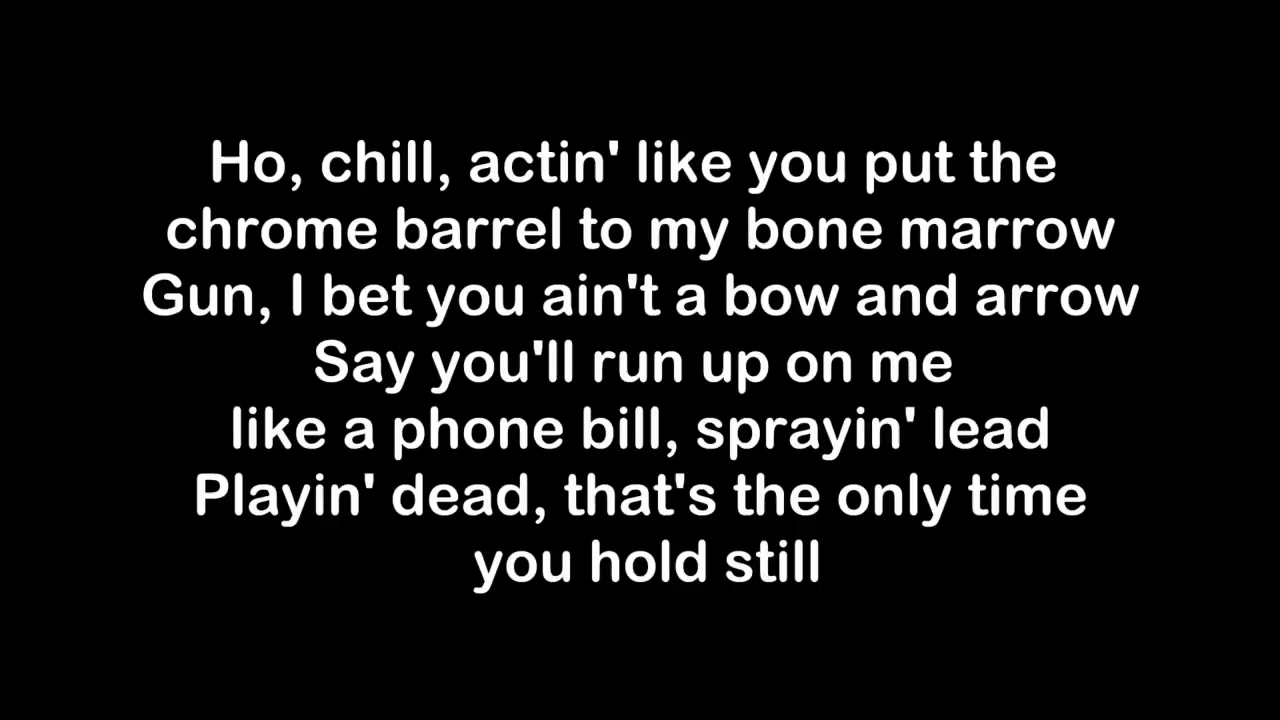 Ho, chill, actin' like you put the
chrome barrel to my bone marrow
Gun, I bet you ain't a bow and arrow
Say you'll run up on me
like a phone bill, sprayin' lead
Playin' dead, that's the only time
you hold still